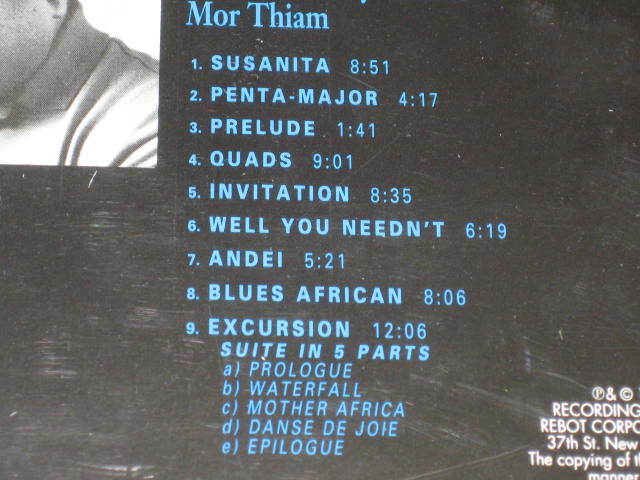 Mor Thiam
1. SUSANITA 8:51
2. PENTA-MAJOR 4:17
3. PRELUDE 1:41
4. QUADS 9:01
5. INVITATION 8:35
6. WELL YOU NEEDN'T 6:19
7. ANDEI 5:21
8. BLUES AFRICAN 8:06
9. EXCURSION 12:06
SUITE IN 5 PARTS
a) PROLOGUE
b) WATERFALL
c) MOTHER AFRICA
d) DANSE DE JOIE
e) EPILOGUE
℗ & ©
RECORDING
REBOT CORPO
37th St. New
The copying of
manner